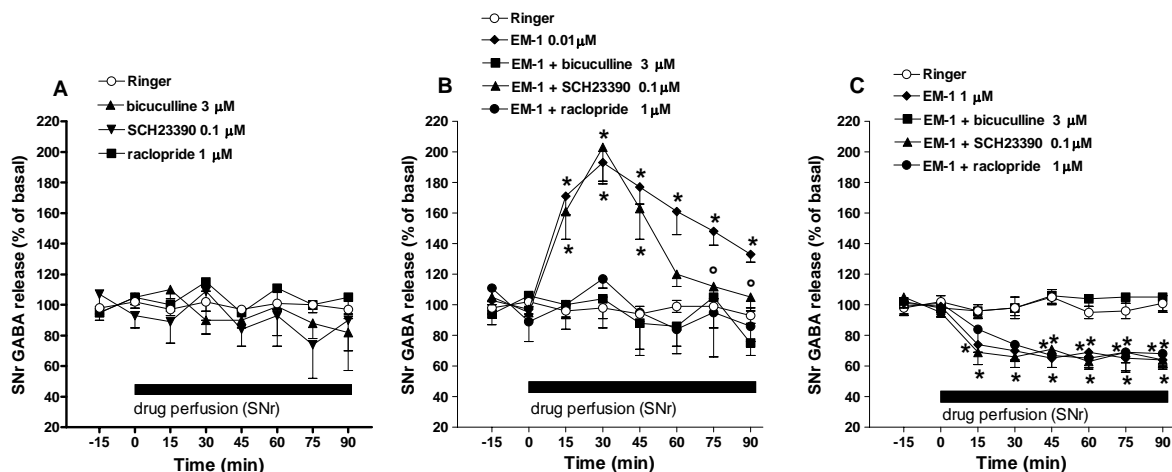 A
Ringer
bicuculline 3 µM
SCH23390 0.1 µM
raclopride 1 µM
SNr GABA release (% of basal)
220
200
180
160
140
120
100
80
60
40
20
drug perfusion (SNr)
-15 0 15 30 45 60 75 90
Time (min)
B
Ringer
EM-1 0.01µM
EM-1 + bicuculline 3 µM
EM-1 + SCH23390 0.1µM
EM-1 + raclopride 1µM
SNr GABA release (% of basal)
220
200
180
160
140
120
100
80
60
40
20
* * * * * *
* * *
° °
drug perfusion (SNr)
-15 0 15 30 45 60 75 90
Time (min)
C
Ringer
EM-1 1 µM
EM-1 + bicuculline 3 µM
EM-1 + SCH23390 0.1µM
EM-1 + raclopride 1µM
SNr GABA release (% of basal)
220
200
180
160
140
120
100
80
60
40
20
* ** ** ** **
* * * * * *
drug perfusion (SNr)
-15 0 15 30 45 60 75 90
Time (min)